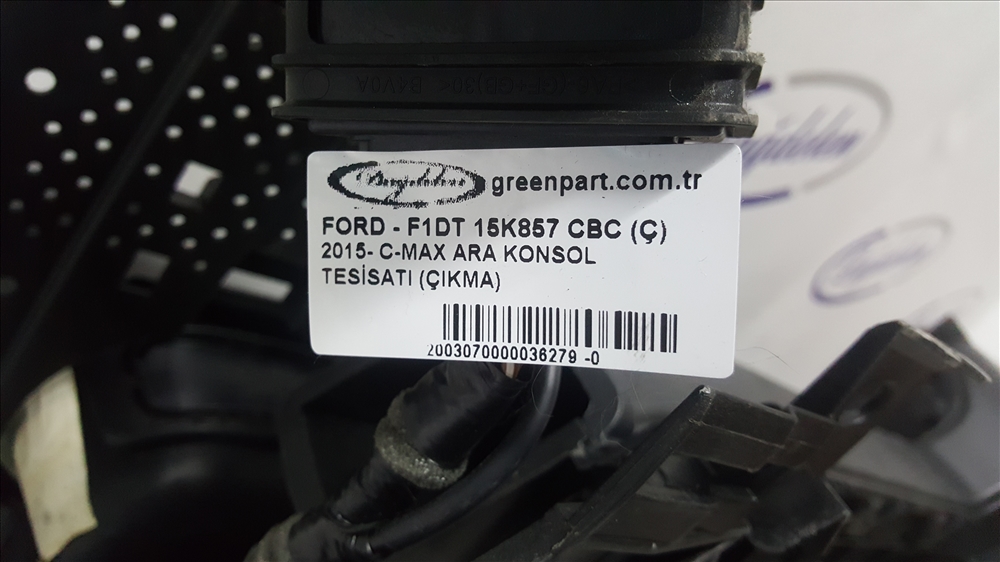 greenpart.com.tr
FORD - F1DT 15K857 CBC (Ç)
2015- C-MAX ARA KONSOL
TESİSATI (ÇIKMA)
2003070000036279 -0